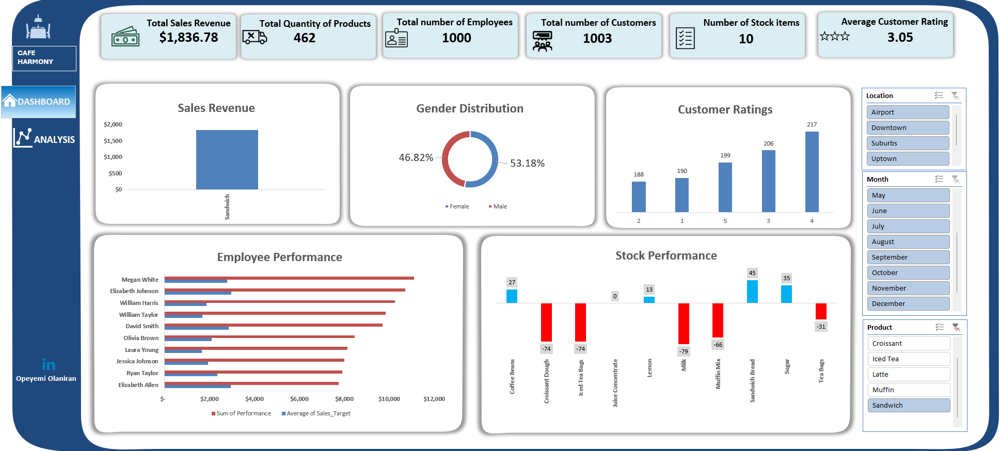 CAFE
HARMONY
DASHBOARD
ANALYSIS
in
Opeyemi Olaniran
Total Sales Revenue
$1,836.78
Total Quantity of Products
462
Total number of Employees
1000
Total number of Customers
1003
Number of Stock items
10
Average Customer Rating
3.05
Sales Revenue
$2,000
$1,500
$1,000
$500
$0
Sandwich
Gender Distribution
46.82%
53.18%
Female Male
Customer Ratings
188
190
199
206
217
2 1 5 3 4
Employee Performance
Megan White
Elizabeth Johnson
William Harris
William Taylor
David Smith
Olivia Brown
Laura Young
Jessica Johnson
Ryan Taylor
Elizabeth Allen
$- $2,000 $4,000 $6,000 $8,000 $10,000 $12,000
Sum of Performance Average of Sales_Target
Stock Performance
27
-74
-74
0
13
-79
-66
45
35
-31
Coffee Beans
Croissant Dough
Iced Tea Bags
Juice Concentrate
Lemon
Milk
Muffin Mix
Sandwich Bread
Sugar
Tea Bags
Location
Airport
Downtown
Suburbs
Uptown
Month
May
June
July
August
September
October
November
December
Product
Croissant
Iced Tea
Latte
Muffin
Sandwich